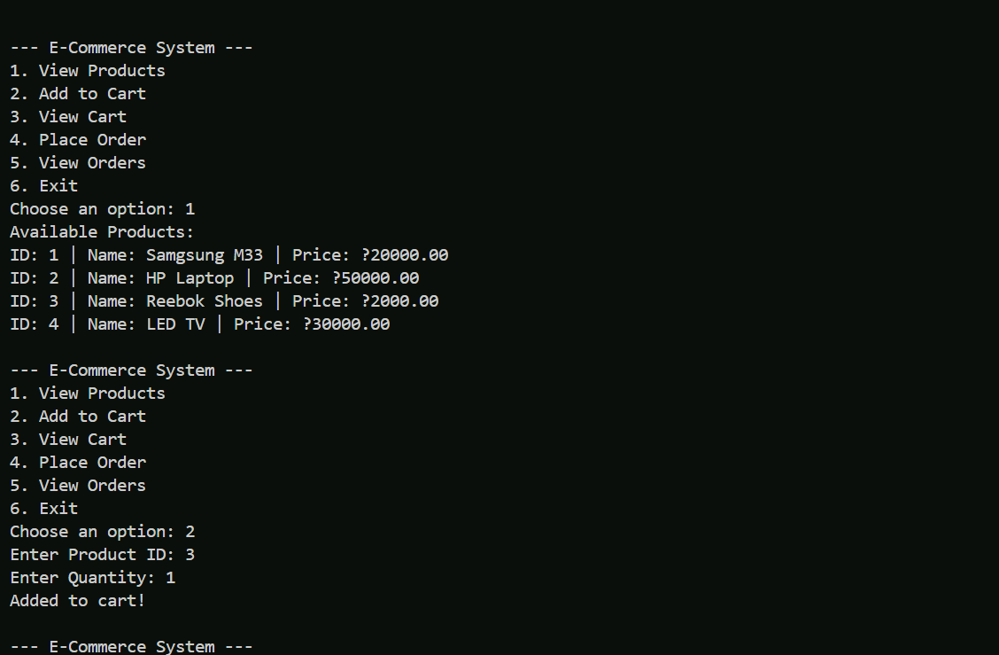 --- E-Commerce System ---
1. View Products
2. Add to Cart
3. View Cart
4. Place Order
5. View Orders
6. Exit
Choose an option: 1
Available Products:
ID: 1 | Name: Samgsung M33 | Price: ?20000.00
ID: 2 | Name: HP Laptop | Price: ?50000.00
ID: 3 | Name: Reebok Shoes | Price: ?2000.00
ID: 4 | Name: LED TV | Price: ?30000.00
--- E-Commerce System ---
1. View Products
2. Add to Cart
3. View Cart
4. Place Order
5. View Orders
6. Exit
Choose an option: 2
Enter Product ID: 3
Enter Quantity: 1
Added to cart!
--- E-Commerce System ---